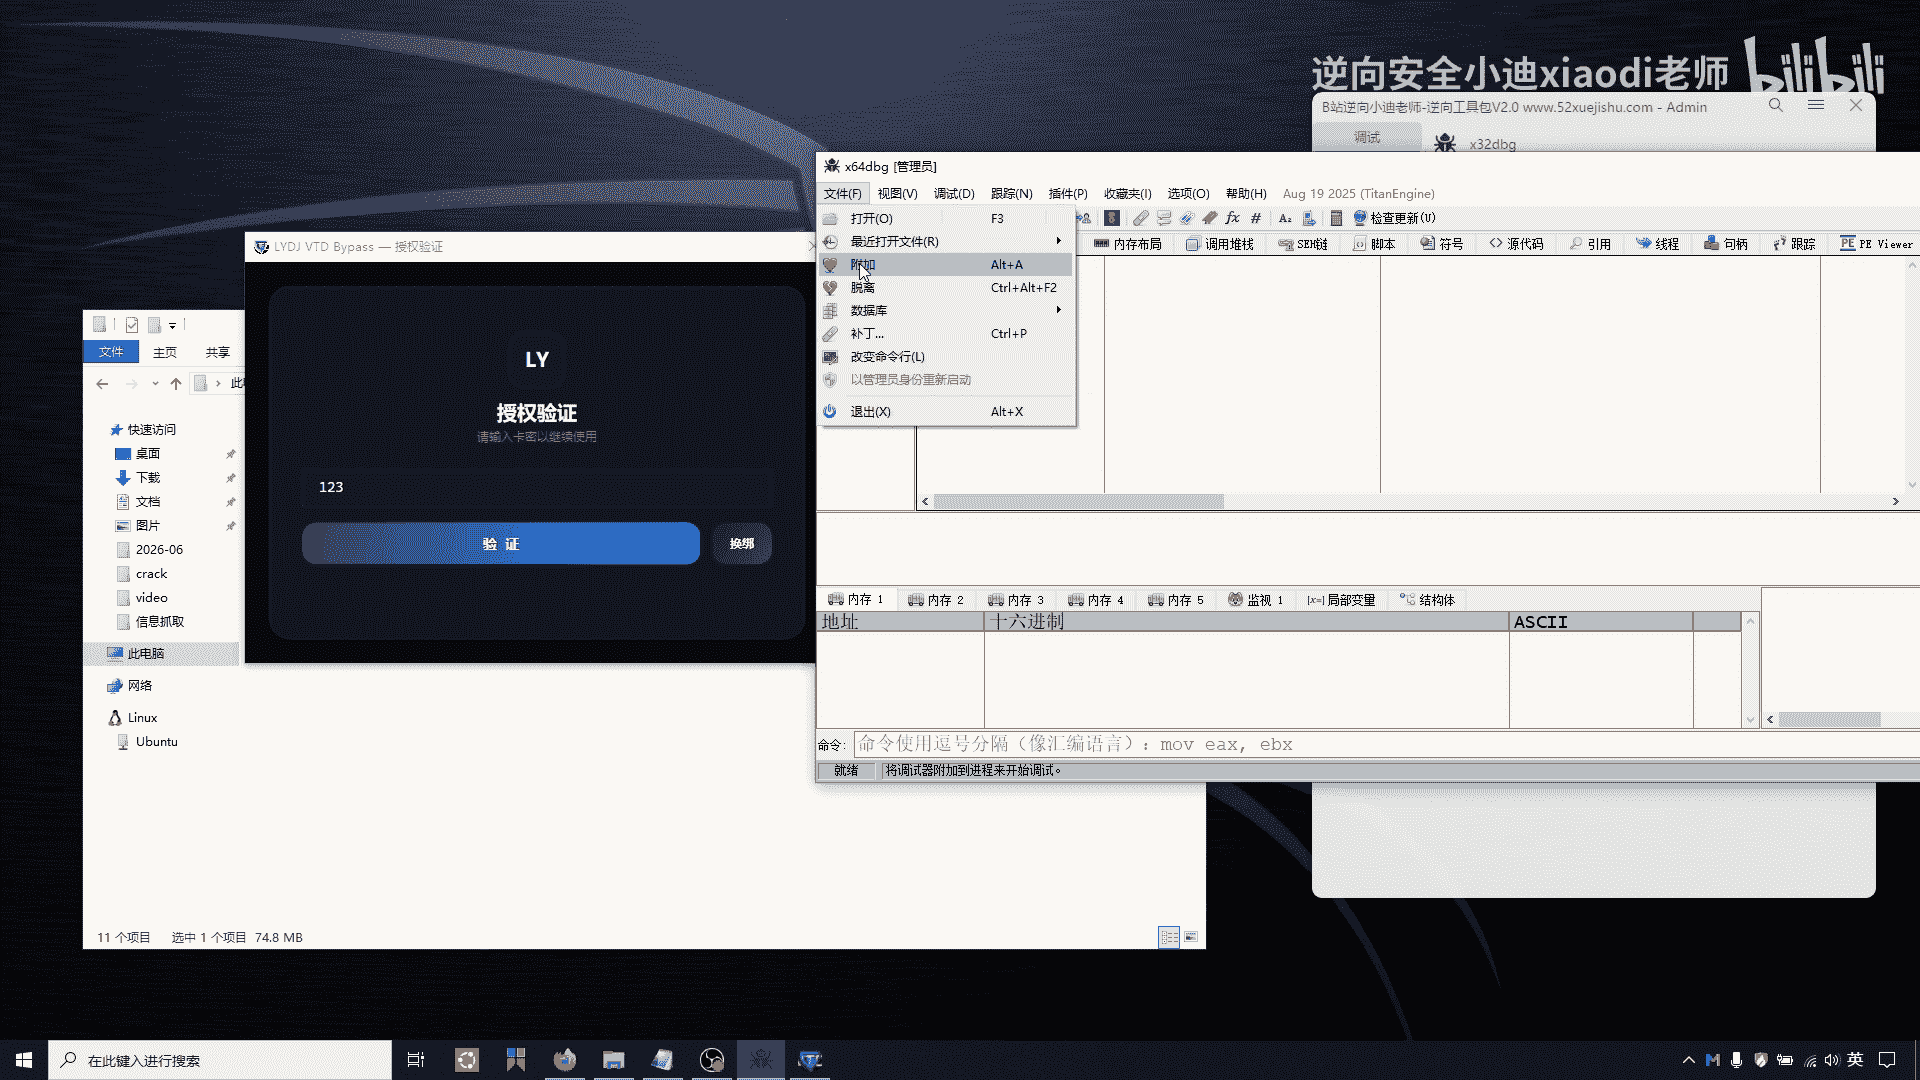 逆向安全小迪xiaodi老师 bilibili
B站逆向小迪老师-逆向工具包V2.0 www.52xuejishu.com - Admin
调试
x32dbg
x64dbg [管理员]
文件(F) 视图(V) 调试(D) 跟踪(N) 插件(P) 收藏夹(I) 选项(O) 帮助(H) Aug 19 2025 (TitanEngine)
打开(O) F3
最近打开文件(R)
附加 Alt+A
脱离 Ctrl+Alt+F2
数据库
补丁... Ctrl+P
改变命令行(L)
以管理员身份重新启动
退出(X) Alt+X
检查更新(U)
内存布局 调用堆栈 SEH链 脚本 符号 源代码 引用 线程 句柄 跟踪 PE Viewer
LYDJ VTD Bypass — 授权验证
LY
授权验证
请输入卡密以继续使用
123
验 证
换绑
文件 主页 共享
快速访问
桌面
下载
文档
图片
2026-06
crack
video
信息抓取
此电脑
网络
Linux
Ubuntu
11 个项目 选中 1 个项目 74.8 MB
内存 1 内存 2 内存 3 内存 4 内存 5 监视 1 局部变量 结构体
地址 十六进制 ASCII
命令: 命令使用逗号分隔（像汇编语言）: mov eax, ebx
就绪 将调试器附加到进程来开始调试。
在此键入进行搜索
英